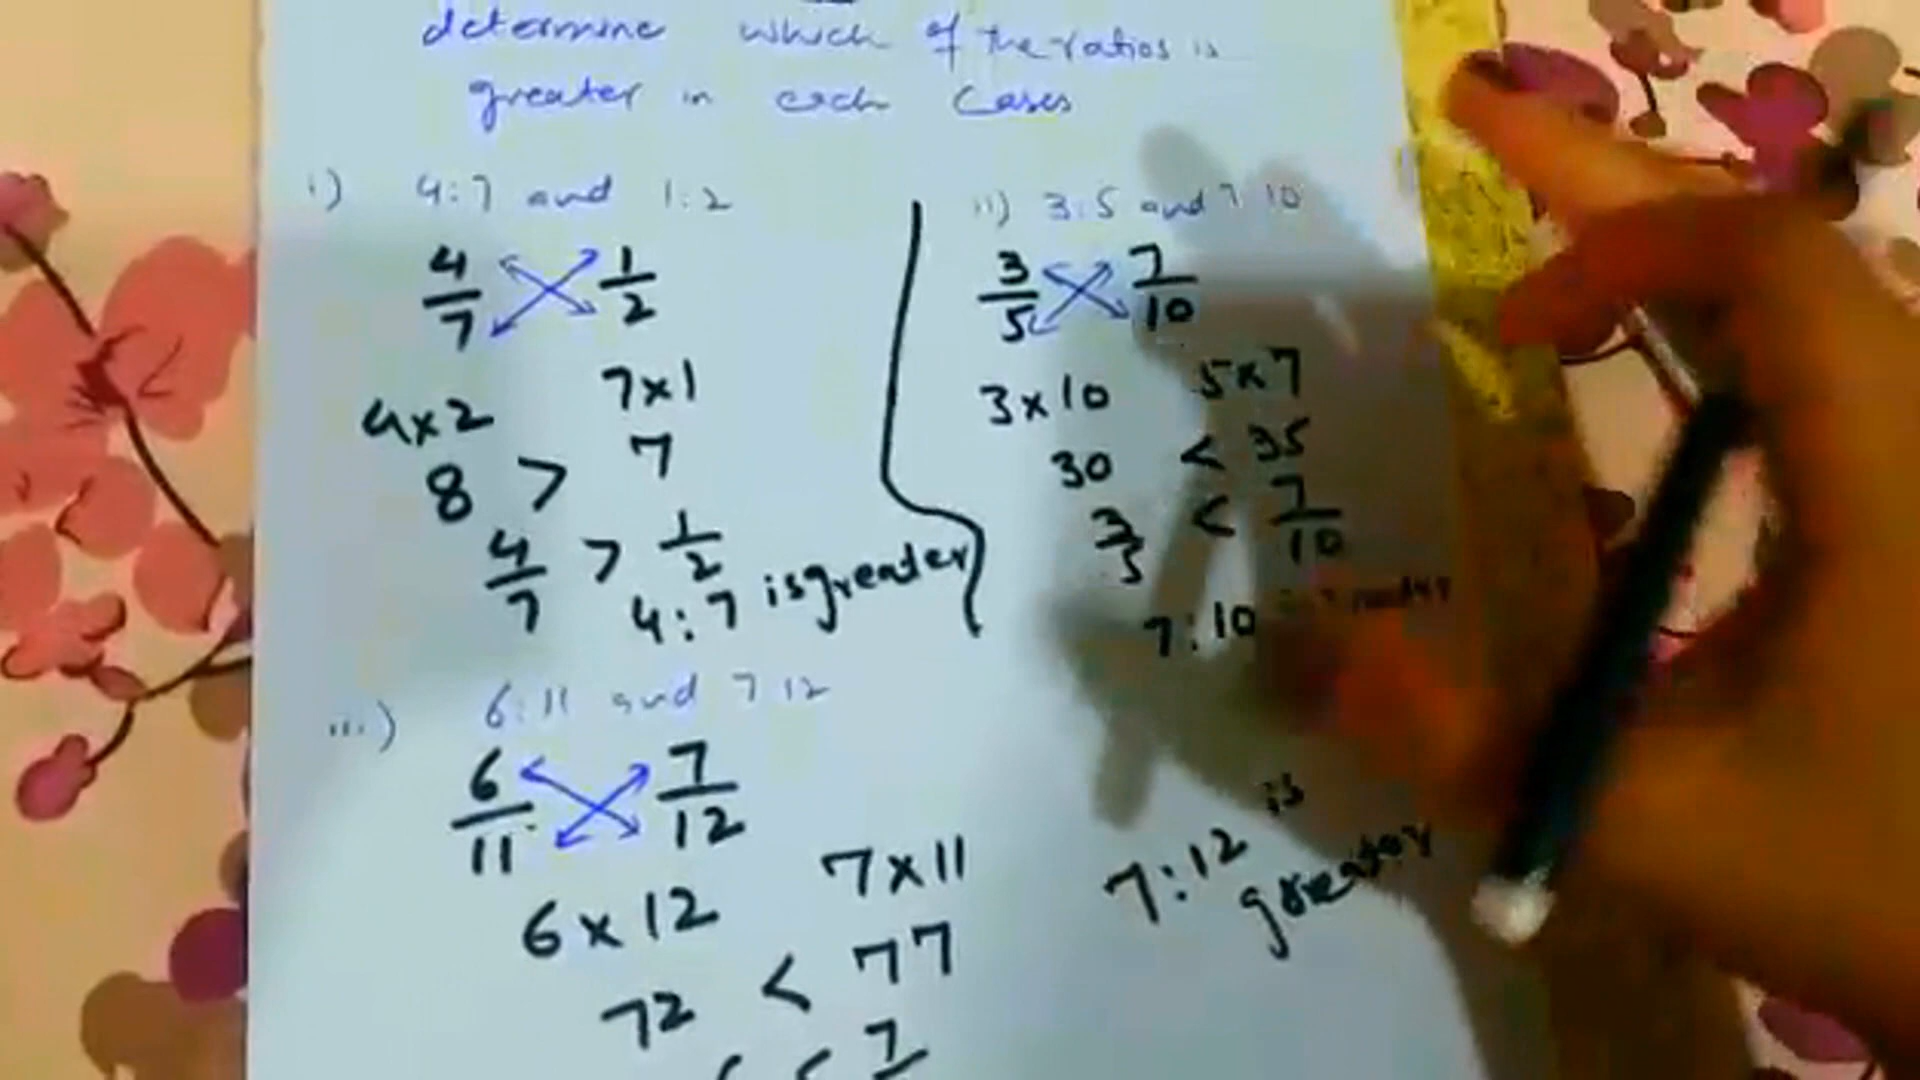 determine which of the ratios is
greater in each cases
i) 4:7 and 1:2
4/7 1/2
4x2 7x1
8 > 7
4/7 > 1/2
4:7 is greater
ii) 3:5 and 7 10
3/5 7/10
3x10 5x7
30 < 35
3/5 < 7/10
7:10
iii) 6:11 and 7 12
6/11 7/12
6x12 7x11
72 < 77
< 7
7:12 is
greater